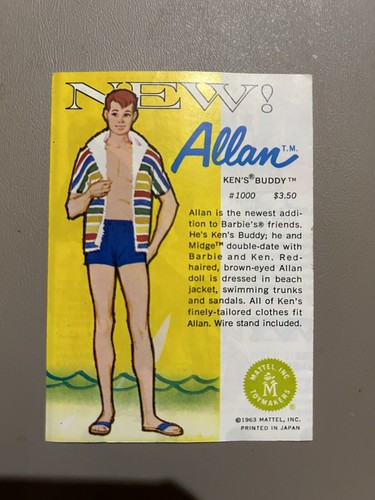 NEW!
Allan T.M.
KEN'S® BUDDY™
#1000 $3.50
Allan is the newest addi-
tion to Barbie's® friends.
He's Ken's Buddy; he and
Midge™ double-date with
Barbie and Ken. Red-
haired, brown-eyed Allan
doll is dressed in beach
jacket, swimming trunks
and sandals. All of Ken's
finely-tailored clothes fit
Allan. Wire stand included.
MATTEL, INC.
M
TOYMAKERS
®
©1963 MATTEL, INC.
PRINTED IN JAPAN